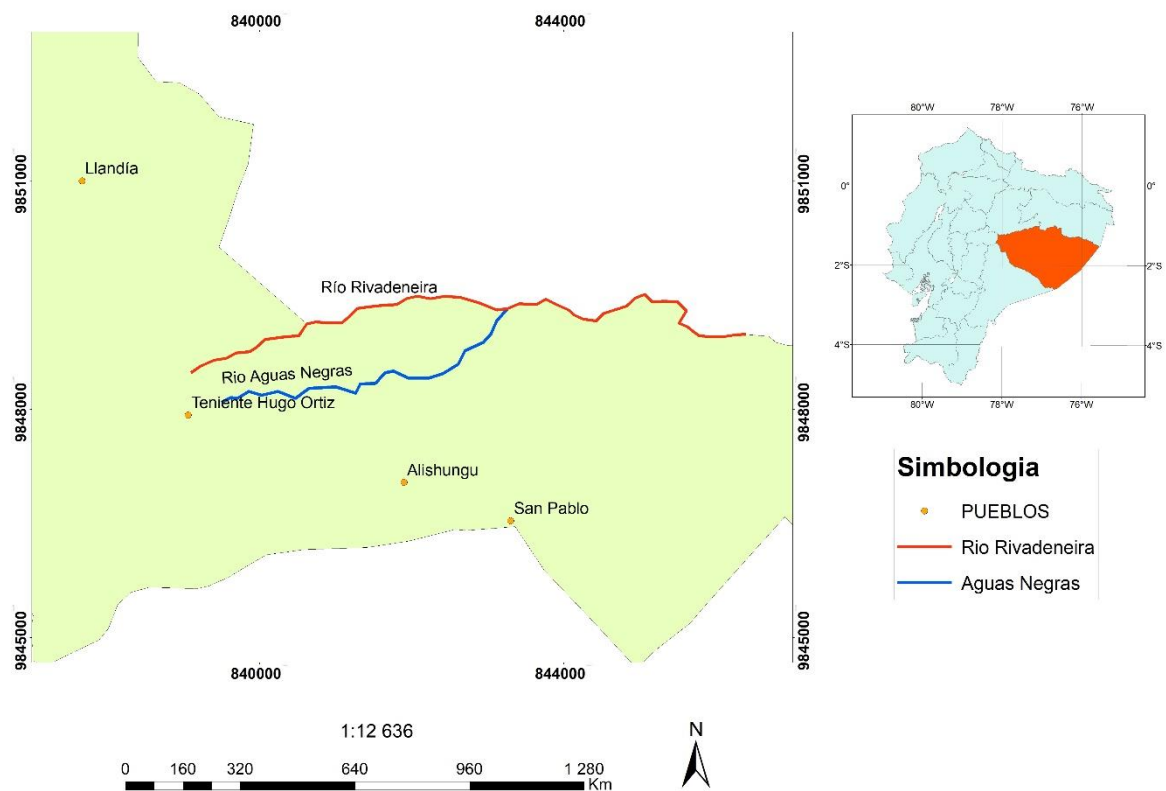 840000
844000
9851000
9851000
Llandía
Río Rivadeneira
Rio Aguas Negras
Teniente Hugo Ortiz
9848000
9848000
Alishungu
San Pablo
9845000
9845000
840000
844000
80°W
78°W
76°W
0°
0°
2°S
2°S
4°S
4°S
80°W
78°W
76°W
Simbologia
PUEBLOS
Rio Rivadeneira
Aguas Negras
1:12 636
0 160 320 640 960 1 280
Km
N